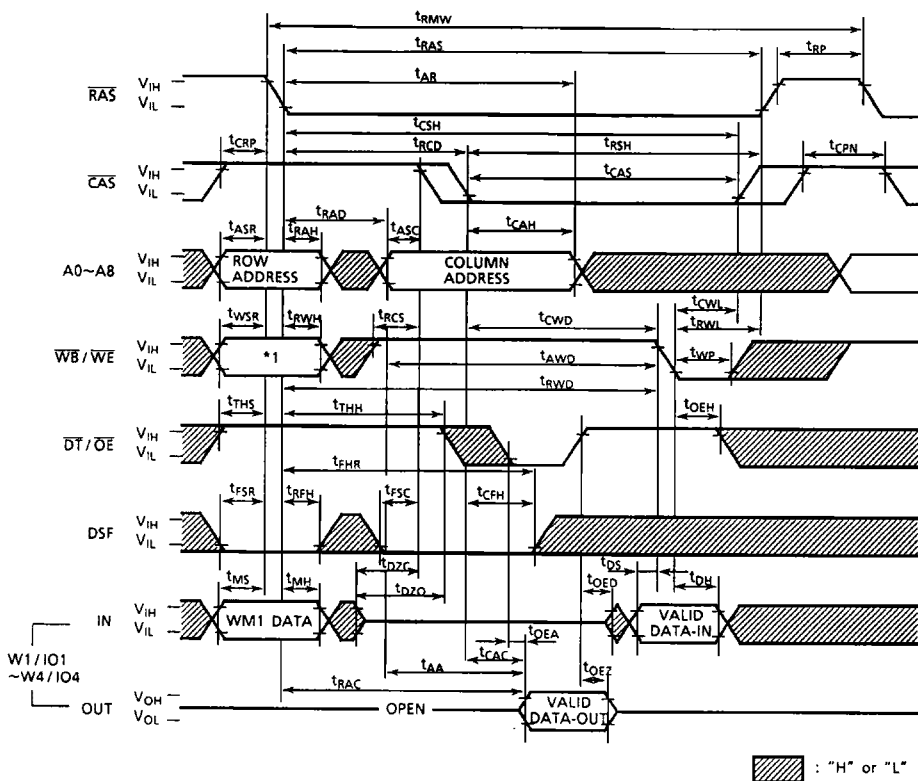 tRMW
tRAS tRP
tAR
RAS VIH
VIL
tCSH
tCRP tRCD tRSH tCPN
CAS VIH
VIL
tCAS
tRAD
tASR tRAH tASC tCAH
A0~A8 VIH
VIL
ROW ADDRESS
COLUMN ADDRESS
tCWL
tWSR tRWH tRCS tCWD tRWL
WB/WE VIH
VIL
*1
tAWD tWP
tRWD
tTHS tTHH tOEH
DT/OE VIH
VIL
tFHR
tFSR tRFH tFSC tCFH
DSF VIH
VIL
tDZC tDS
tMS tMH tDZO tOED tDH
IN VIH
VIL
WM1 DATA
VALID DATA-IN
tOEA
W1/IO1
~W4/IO4
tCAC
tAA tOEZ
tRAC
OUT VOH
VOL
OPEN
VALID DATA-OUT
: "H" or "L"